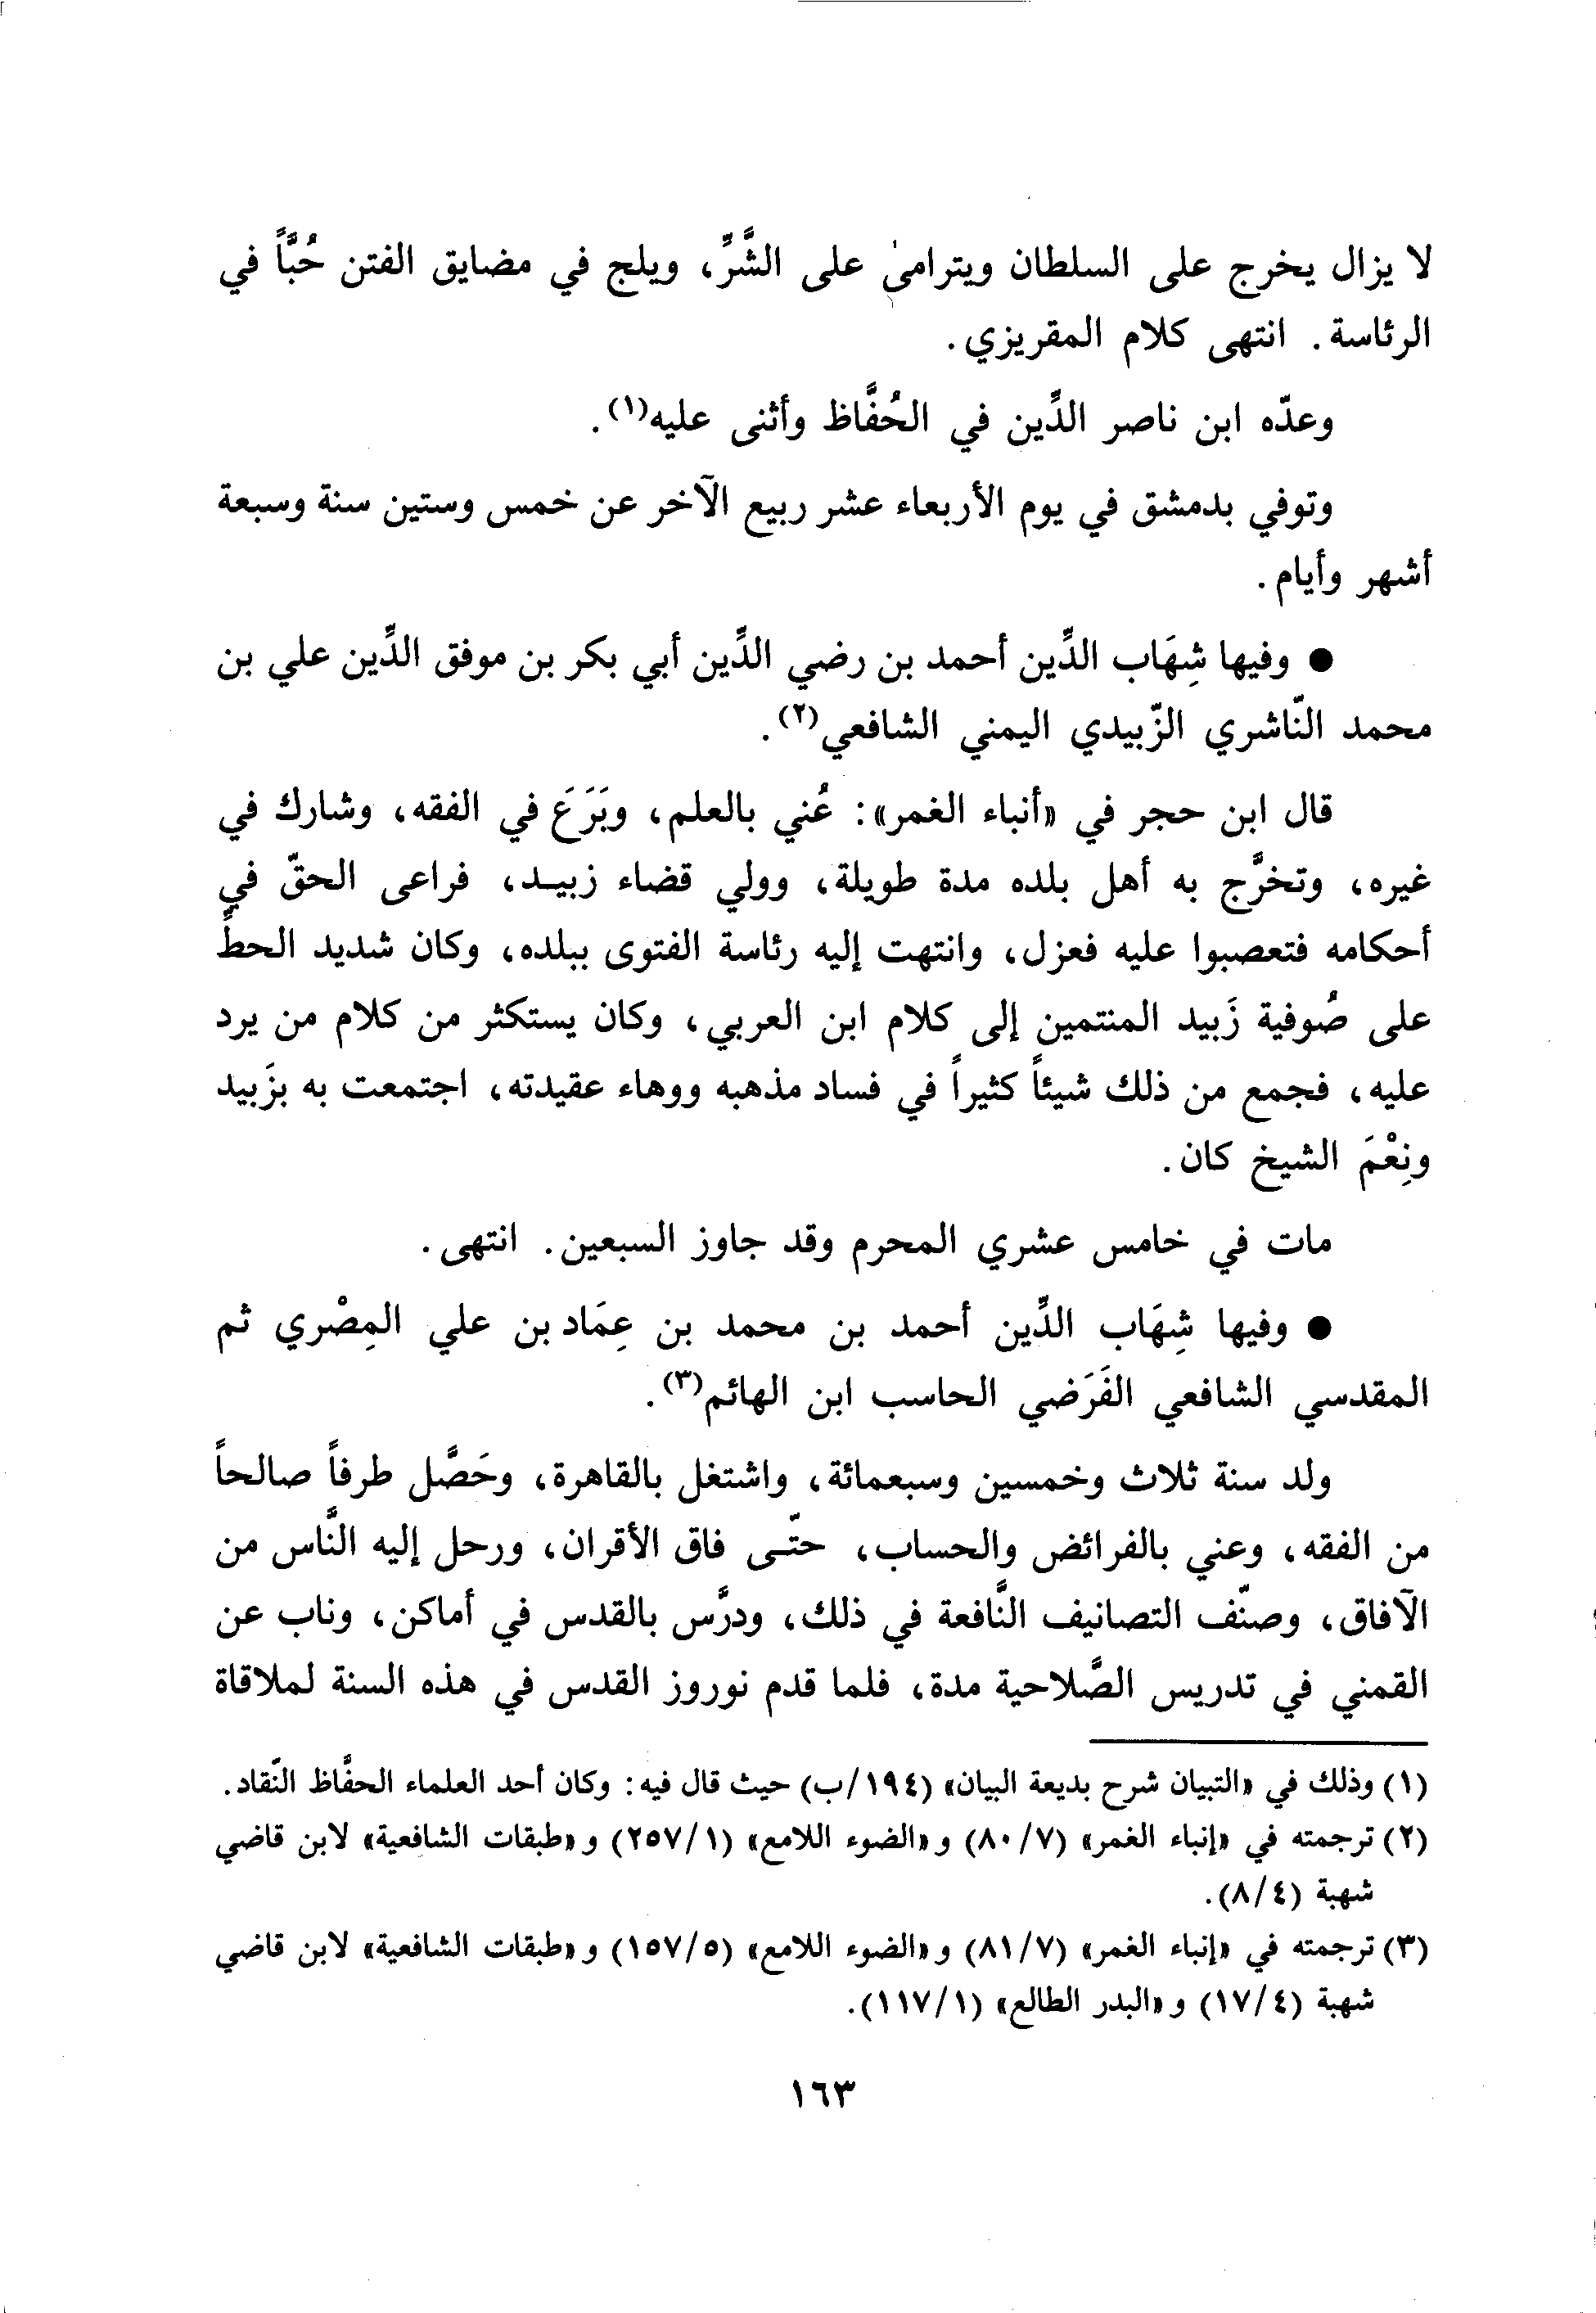 لا يزال يخرج على السلطان ويترامى على الشَّرِّ، ويلج في مضايق الفتن حُبَّاً في
الرئاسة. انتهى كلام المقريزي.
وعدّه ابن ناصر الدِّين في الحُفَّاظ وأثنى عليه(١).
وتوفي بدمشق في يوم الأربعاء عشر ربيع الآخر عن خمس وستين سنة وسبعة
أشهر وأيام.
● وفيها شِهَاب الدِّين أحمد بن رضي الدِّين أبي بكر بن موفق الدِّين علي بن
محمد النّاشري الزّبيدي اليمني الشافعي(٢).
قال ابن حجر في «أنباء الغمر»: عُني بالعلم، وبَرَعَ في الفقه، وشارك في
غيره، وتخرَّج به أهل بلده مدة طويلة، وولي قضاء زبيـد، فراعى الحقّ في
أحكامه فتعصبوا عليه فعزل، وانتهت إليه رئاسة الفتوى ببلده، وكان شديد الحطِّ
على صُوفية زَبيد المنتمين إلى كلام ابن العربي، وكان يستكثر من كلام من يرد
عليه، فجمع من ذلك شيئاً كثيراً في فساد مذهبه ووهاء عقيدته، اجتمعت به بزَبيد
ونِعْمَ الشيخ كان.
مات في خامس عشري المحرم وقد جاوز السبعين. انتهى.
● وفيها شِهَاب الدِّين أحمد بن محمد بن عِمَاد بن علي المِصْري ثم
المقدسي الشافعي الفَرَضي الحاسب ابن الهائم(٣).
ولد سنة ثلاث وخمسين وسبعمائة، واشتغل بالقاهرة، وحَصَّل طرفاً صالحاً
من الفقه، وعني بالفرائض والحساب، حتّـى فاق الأقران، ورحل إليه النَّاس من
الآفاق، وصنّف التصانيف النَّافعة في ذلك، ودرَّس بالقدس في أماكن، وناب عن
القمني في تدريس الصَّلاحية مدة، فلما قدم نوروز القدس في هذه السنة لملاقاة
(١) وذلك في «التبيان شرح بديعة البيان» (١٩٤/ب) حيث قال فيه: وكان أحد العلماء الحفَّاظ النّقاد.
(٢) ترجمته في «إنباء الغمر» (٨٠/٧) و«الضوء اللامع» (٢٥٧/١) و«طبقات الشافعية» لابن قاضي
شهبة (٨/٤).
(٣) ترجمته في «إنباء الغمر» (٨١/٧) و«الضوء اللامع» (١٥٧/٥) و«طبقات الشافعية» لابن قاضي
شهبة (١٧/٤) و«البدر الطالع» (١١٧/١).
١٦٣